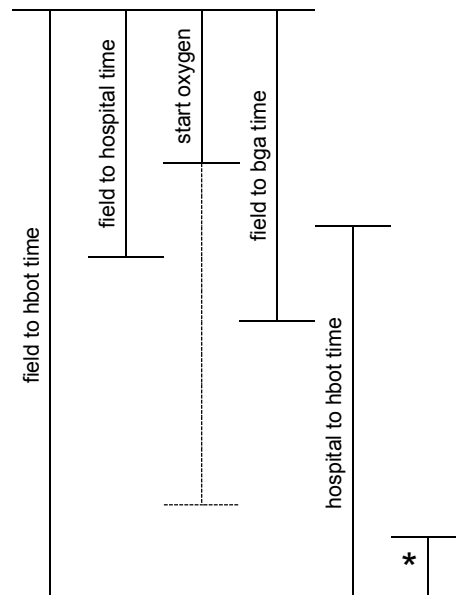 field to hbot time
field to hospital time
start oxygen
field to bga time
hospital to hbot time
*